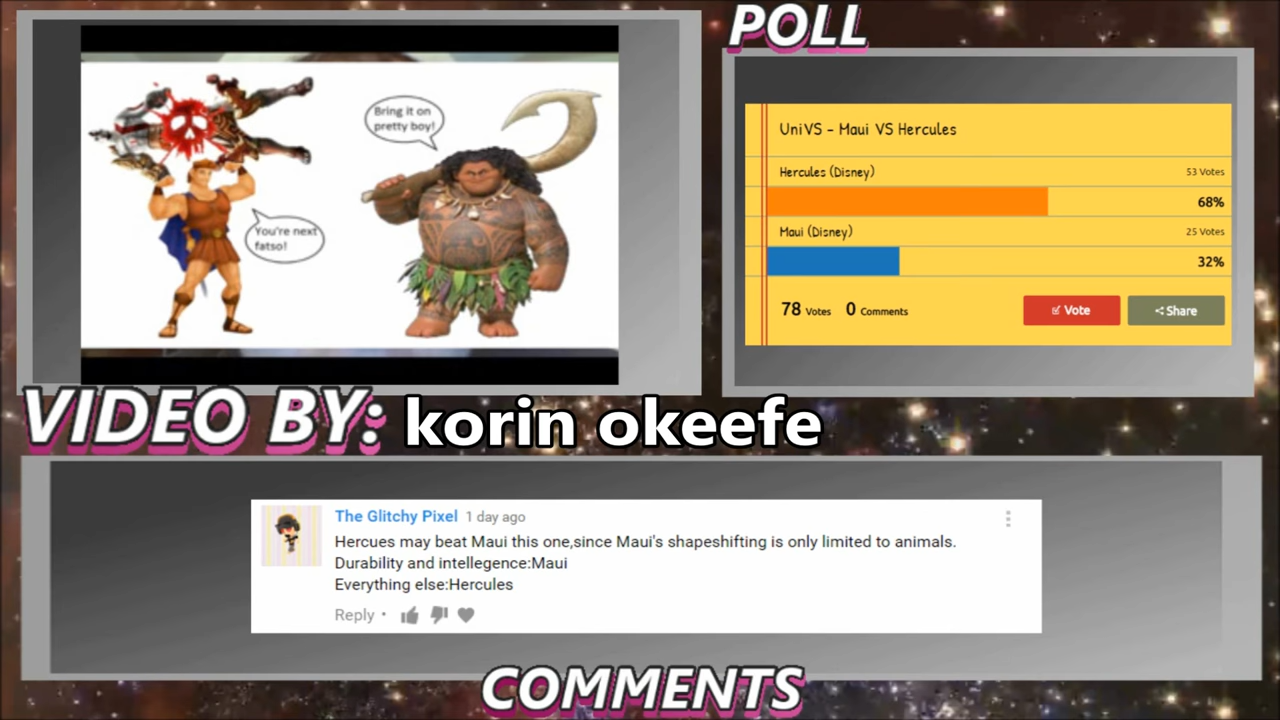 POLL
Bring it on
pretty boy!
You're next
fatso!
UniVS - Maui VS Hercules
Hercules (Disney) 53 Votes
68%
Maui (Disney) 25 Votes
32%
78 Votes 0 Comments Vote Share
VIDEO BY: korin okeefe
The Glitchy Pixel 1 day ago
Hercues may beat Maui this one,since Maui's shapeshifting is only limited to animals.
Durability and intellegence:Maui
Everything else:Hercules
Reply •
COMMENTS